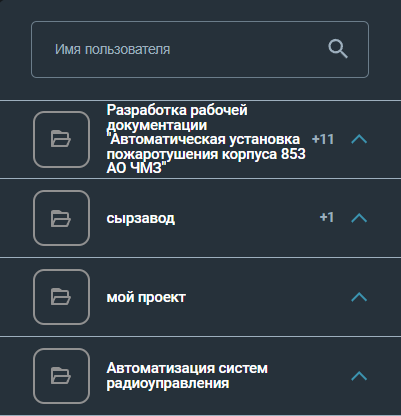 Имя пользователя
Разработка рабочей
документации
"Автоматическая установка
пожаротушения корпуса 853
АО ЧМЗ"
+11
сырзавод
+1
мой проект
Автоматизация систем
радиоуправления